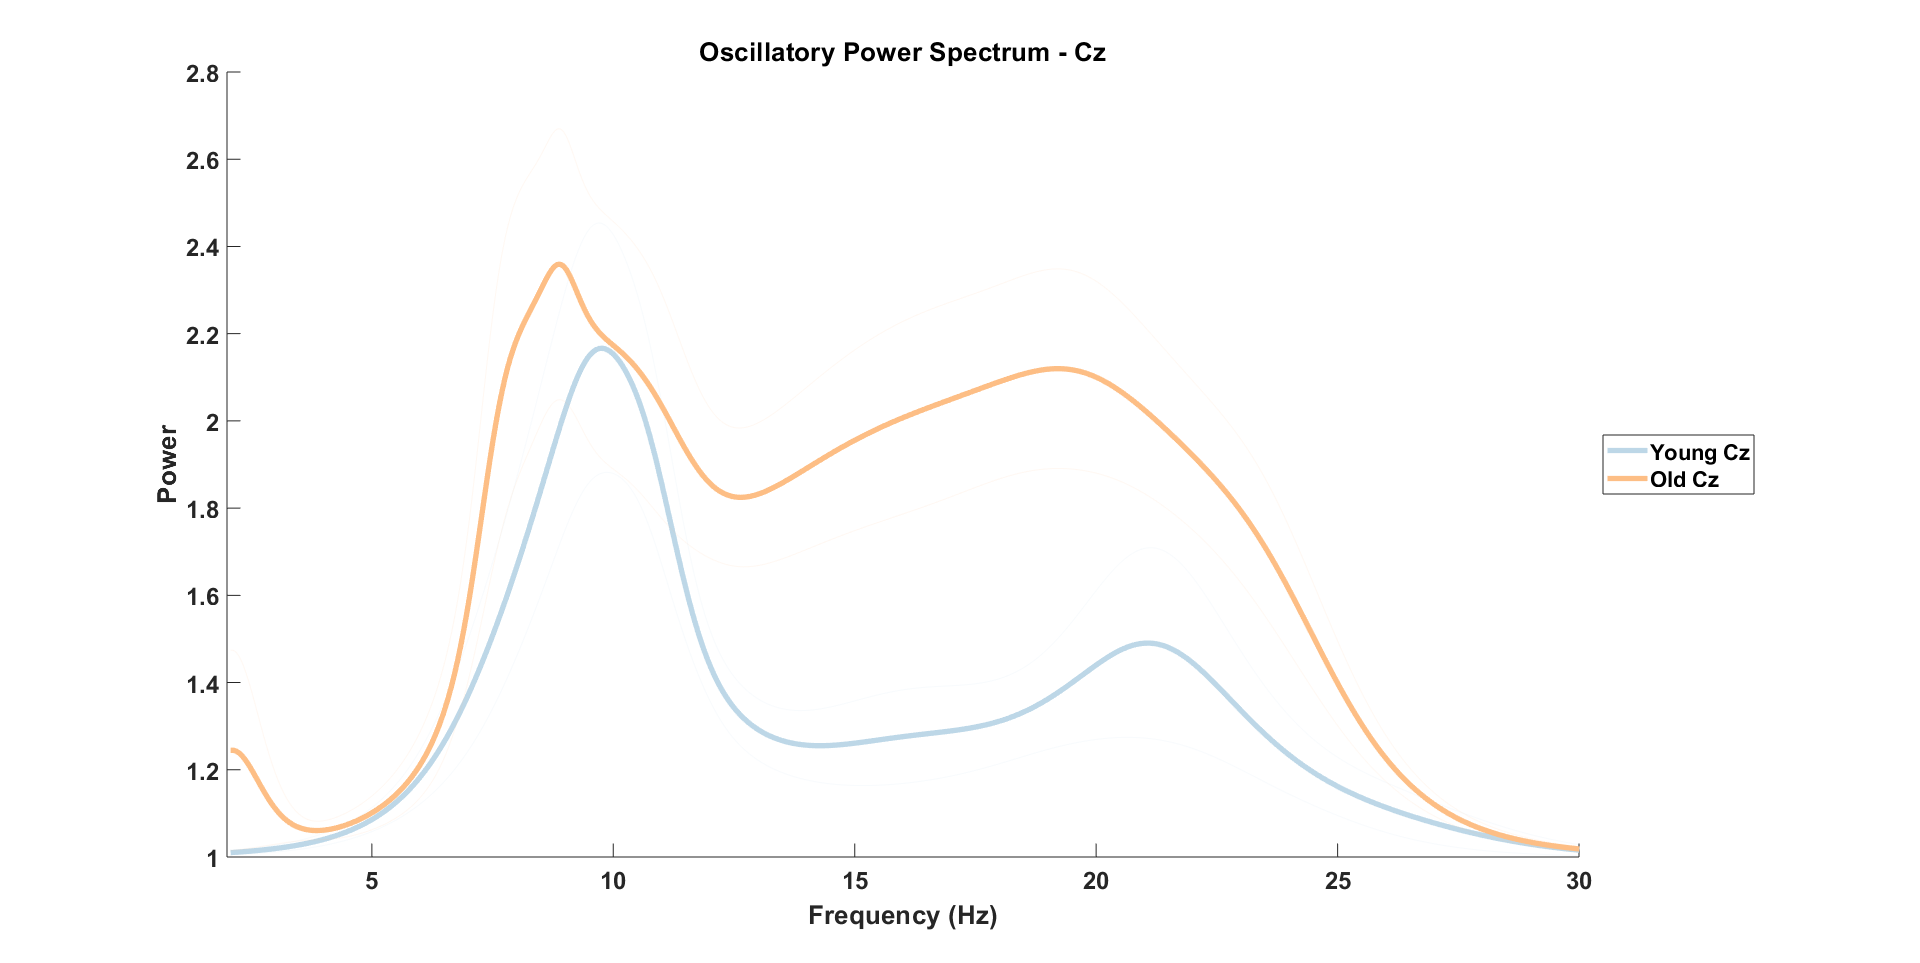 Oscillatory Power Spectrum - Cz
2.8
2.6
2.4
2.2
2
1.8
1.6
1.4
1.2
1
Power
5 10 15 20 25 30
Frequency (Hz)
Young Cz
Old Cz